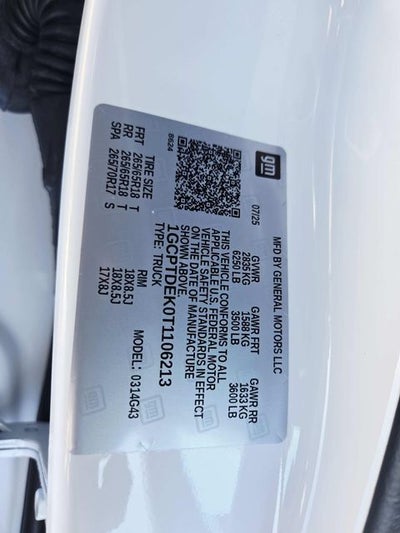 gm
MFD BY GENERAL MOTORS LLC
07/25
GVWR GAWR FRT GAWR RR
2835 KG 1588 KG 1633 KG
6250 LB 3500 LB 3600 LB
THIS VEHICLE CONFORMS TO ALL
APPLICABLE U.S. FEDERAL MOTOR
VEHICLE SAFETY STANDARDS IN EFFECT
ON THE DATE OF MANUFACTURE
SHOWN ABOVE.
1GCPTDEK0T1106213
TYPE: TRUCK MODEL: 0314G43
8624
TIRE SIZE RIM
FRT 265/65R18 T 18X8.5J
RR 265/65R18 T 18X8.5J
SPA 265/70R17 S 17X8J